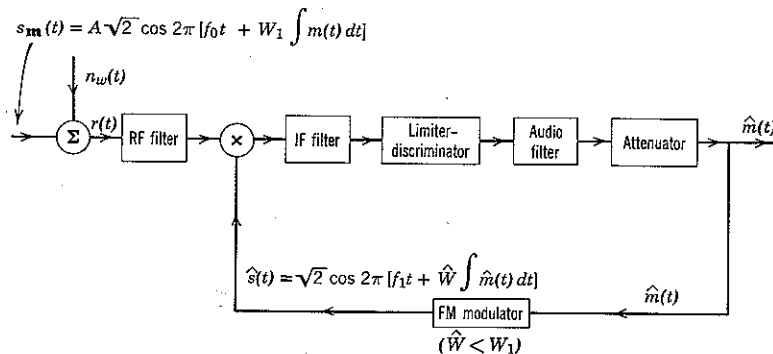 s_m(t) = A√2 cos 2π [f₀t + W₁ ∫ m(t) dt]
n_w(t)
r(t)
Σ
RF filter
×
IF filter
Limiter-
discriminator
Audio
filter
Attenuator
m̂(t)
ŝ(t) = √2 cos 2π [f₁t + Ŵ ∫ m̂(t) dt]
m̂(t)
FM modulator
(Ŵ < W₁)